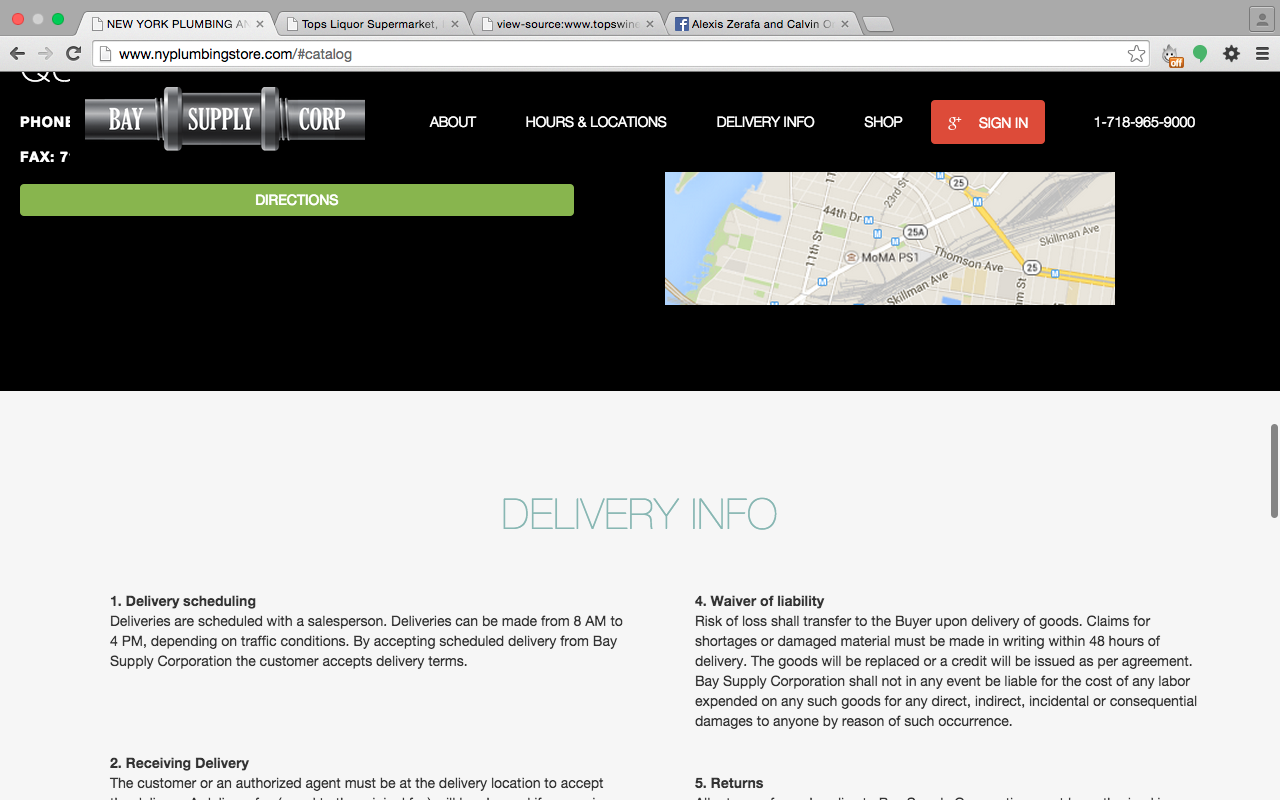 NEW YORK PLUMBING AN
Tops Liquor Supermarket,
view-source:www.topswine
Alexis Zerafa and Calvin O
www.nyplumbingstore.com/#catalog
off
PHONE
FAX: 7
BAY SUPPLY CORP
ABOUT
HOURS & LOCATIONS
DELIVERY INFO
SHOP
g+ SIGN IN
1-718-965-9000
DIRECTIONS
11
23rd St
25
M
44th Dr
M
M
M
25A
11th St
MoMA PS1
Thomson Ave
Skillman Ave
25
M
M
Skillman Ave
m St
DELIVERY INFO
1. Delivery scheduling
Deliveries are scheduled with a salesperson. Deliveries can be made from 8 AM to
4 PM, depending on traffic conditions. By accepting scheduled delivery from Bay
Supply Corporation the customer accepts delivery terms.
2. Receiving Delivery
The customer or an authorized agent must be at the delivery location to accept
4. Waiver of liability
Risk of loss shall transfer to the Buyer upon delivery of goods. Claims for
shortages or damaged material must be made in writing within 48 hours of
delivery. The goods will be replaced or a credit will be issued as per agreement.
Bay Supply Corporation shall not in any event be liable for the cost of any labor
expended on any such goods for any direct, indirect, incidental or consequential
damages to anyone by reason of such occurrence.
5. Returns